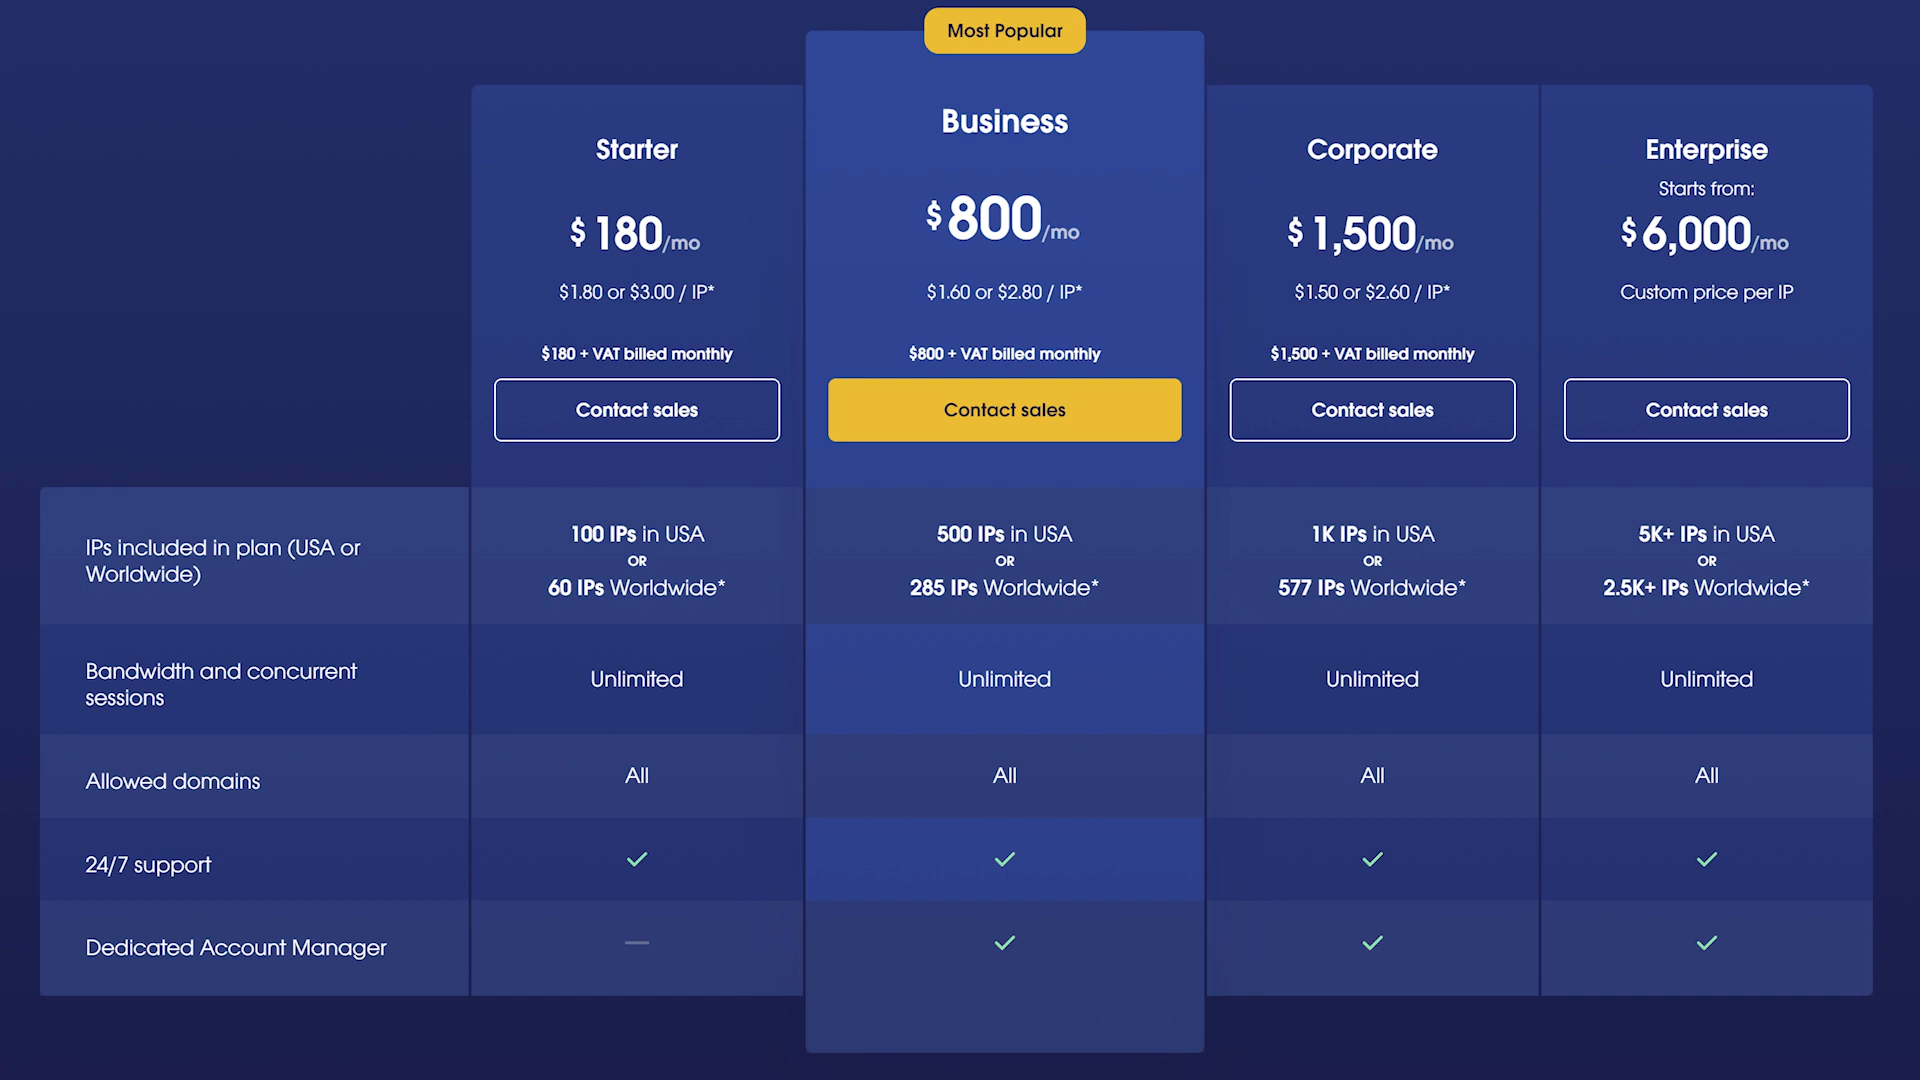 Most Popular
Starter
$ 180/mo
$1.80 or $3.00 / IP*
$180 + VAT billed monthly
Contact sales
Business
$ 800/mo
$1.60 or $2.80 / IP*
$800 + VAT billed monthly
Contact sales
Corporate
$ 1,500/mo
$1.50 or $2.60 / IP*
$1,500 + VAT billed monthly
Contact sales
Enterprise
Starts from:
$ 6,000/mo
Custom price per IP
Contact sales
IPs included in plan (USA or
Worldwide)
100 IPs in USA
OR
60 IPs Worldwide*
500 IPs in USA
OR
285 IPs Worldwide*
1K IPs in USA
OR
577 IPs Worldwide*
5K+ IPs in USA
OR
2.5K+ IPs Worldwide*
Bandwidth and concurrent
sessions
Unlimited
Unlimited
Unlimited
Unlimited
Allowed domains
All
All
All
All
24/7 support
Dedicated Account Manager